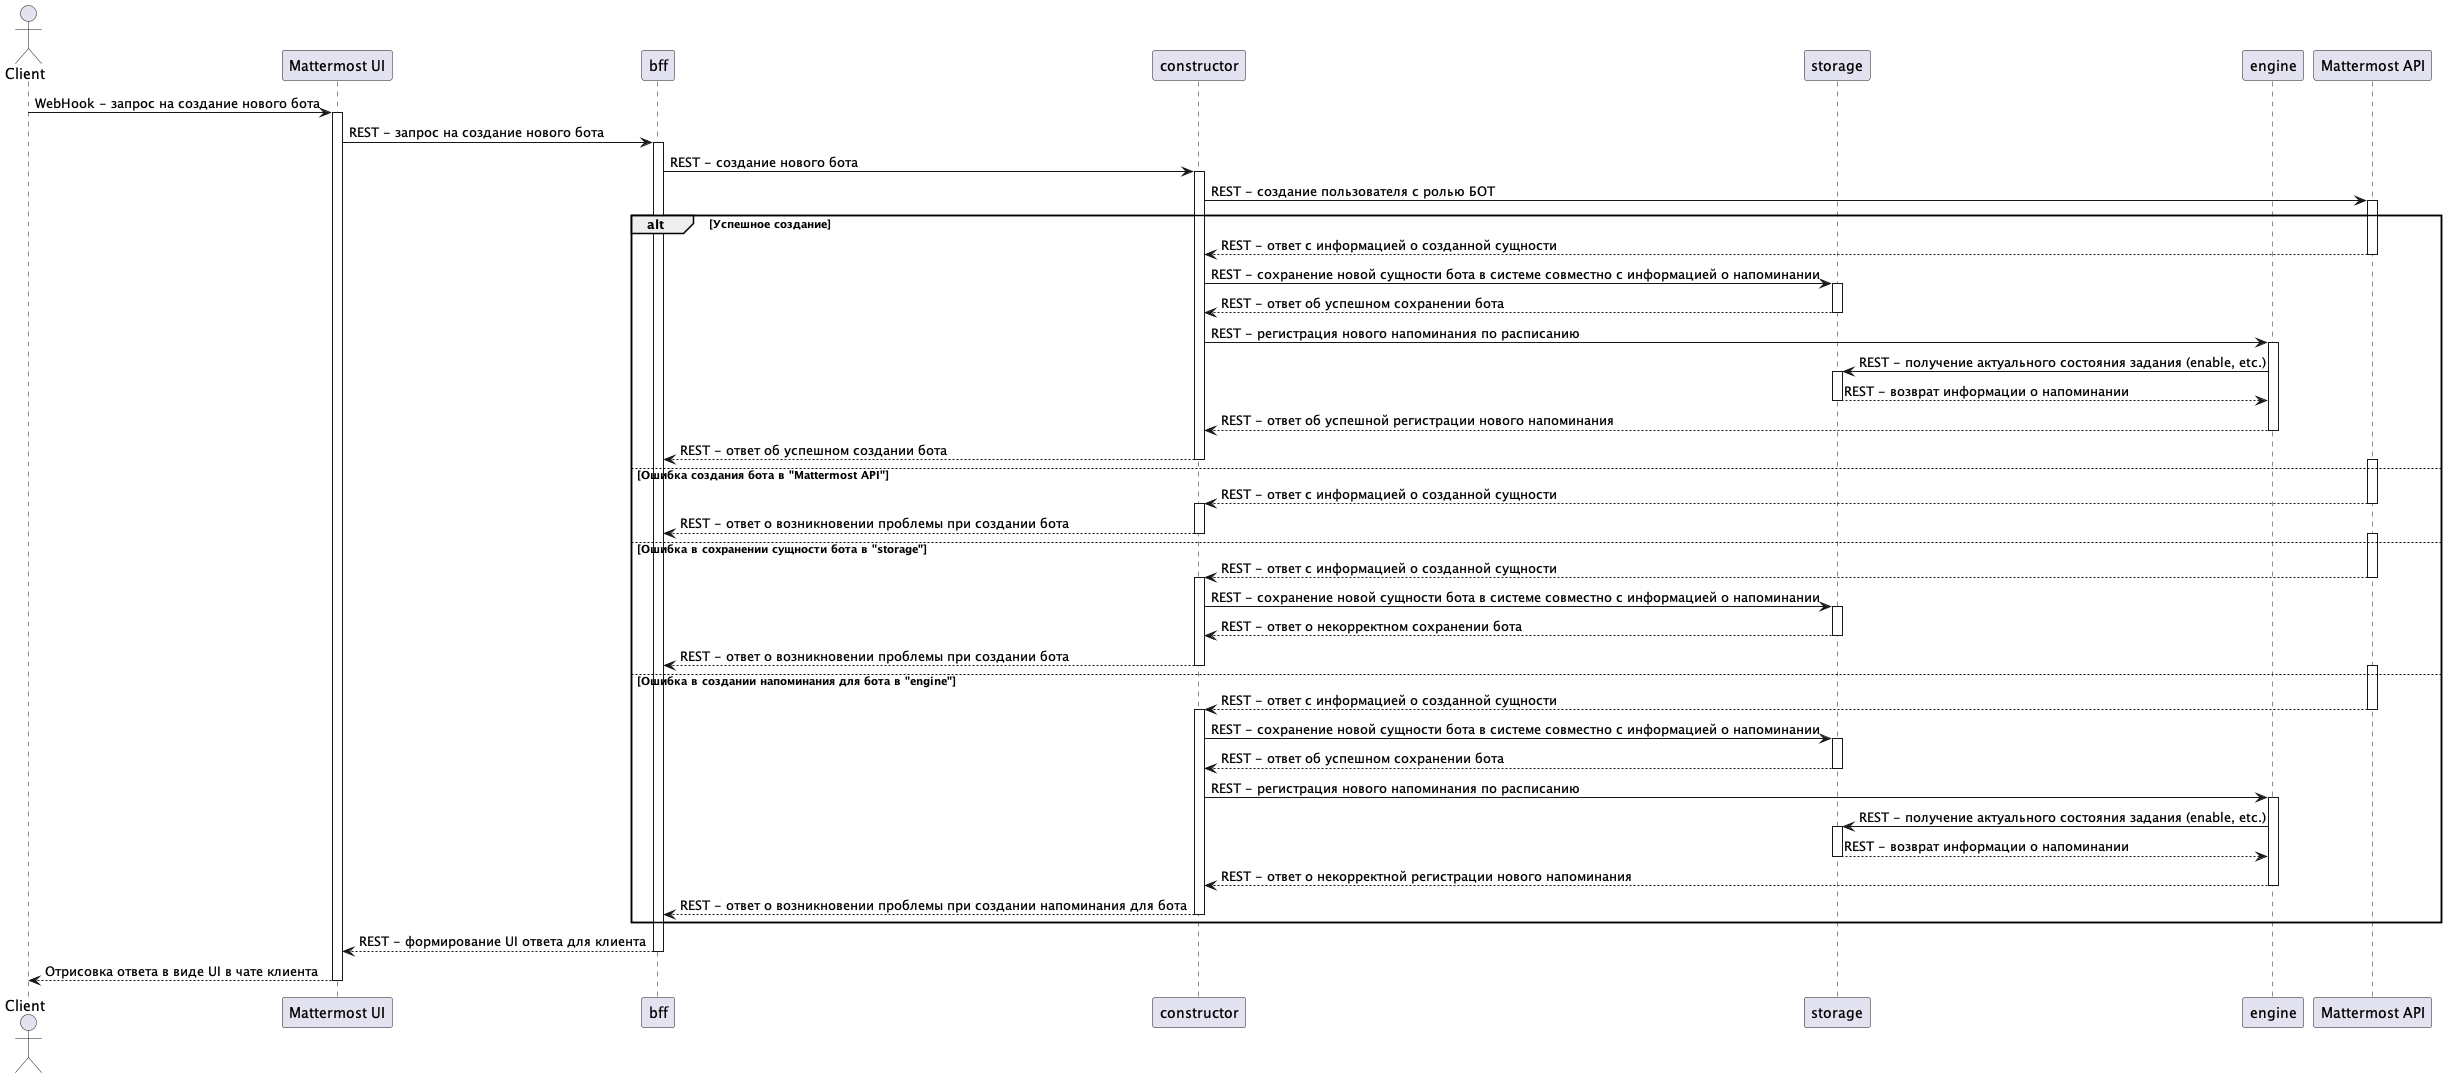 Client
Mattermost UI
bff
constructor
storage
engine
Mattermost API
WebHook - запрос на создание нового бота
REST - запрос на создание нового бота
REST - создание нового бота
REST - создание пользователя с ролью БОТ
alt
[Успешное создание]
REST - ответ с информацией о созданной сущности
REST - сохранение новой сущности бота в системе совместно с информацией о напоминании
REST - ответ об успешном сохранении бота
REST - регистрация нового напоминания по расписанию
REST - получение актуального состояния задания (enable, etc.)
REST - возврат информации о напоминании
REST - ответ об успешной регистрации нового напоминания
REST - ответ об успешном создании бота
[Ошибка создания бота в "Mattermost API"]
REST - ответ с информацией о созданной сущности
REST - ответ о возникновении проблемы при создании бота
[Ошибка в сохранении сущности бота в "storage"]
REST - ответ с информацией о созданной сущности
REST - сохранение новой сущности бота в системе совместно с информацией о напоминании
REST - ответ о некорректном сохранении бота
REST - ответ о возникновении проблемы при создании бота
[Ошибка в создании напоминания для бота в "engine"]
REST - ответ с информацией о созданной сущности
REST - сохранение новой сущности бота в системе совместно с информацией о напоминании
REST - ответ об успешном сохранении бота
REST - регистрация нового напоминания по расписанию
REST - получение актуального состояния задания (enable, etc.)
REST - возврат информации о напоминании
REST - ответ о некорректной регистрации нового напоминания
REST - ответ о возникновении проблемы при создании напоминания для бота
REST - формирование UI ответа для клиента
Отрисовка ответа в виде UI в чате клиента
Client
Mattermost UI
bff
constructor
storage
engine
Mattermost API